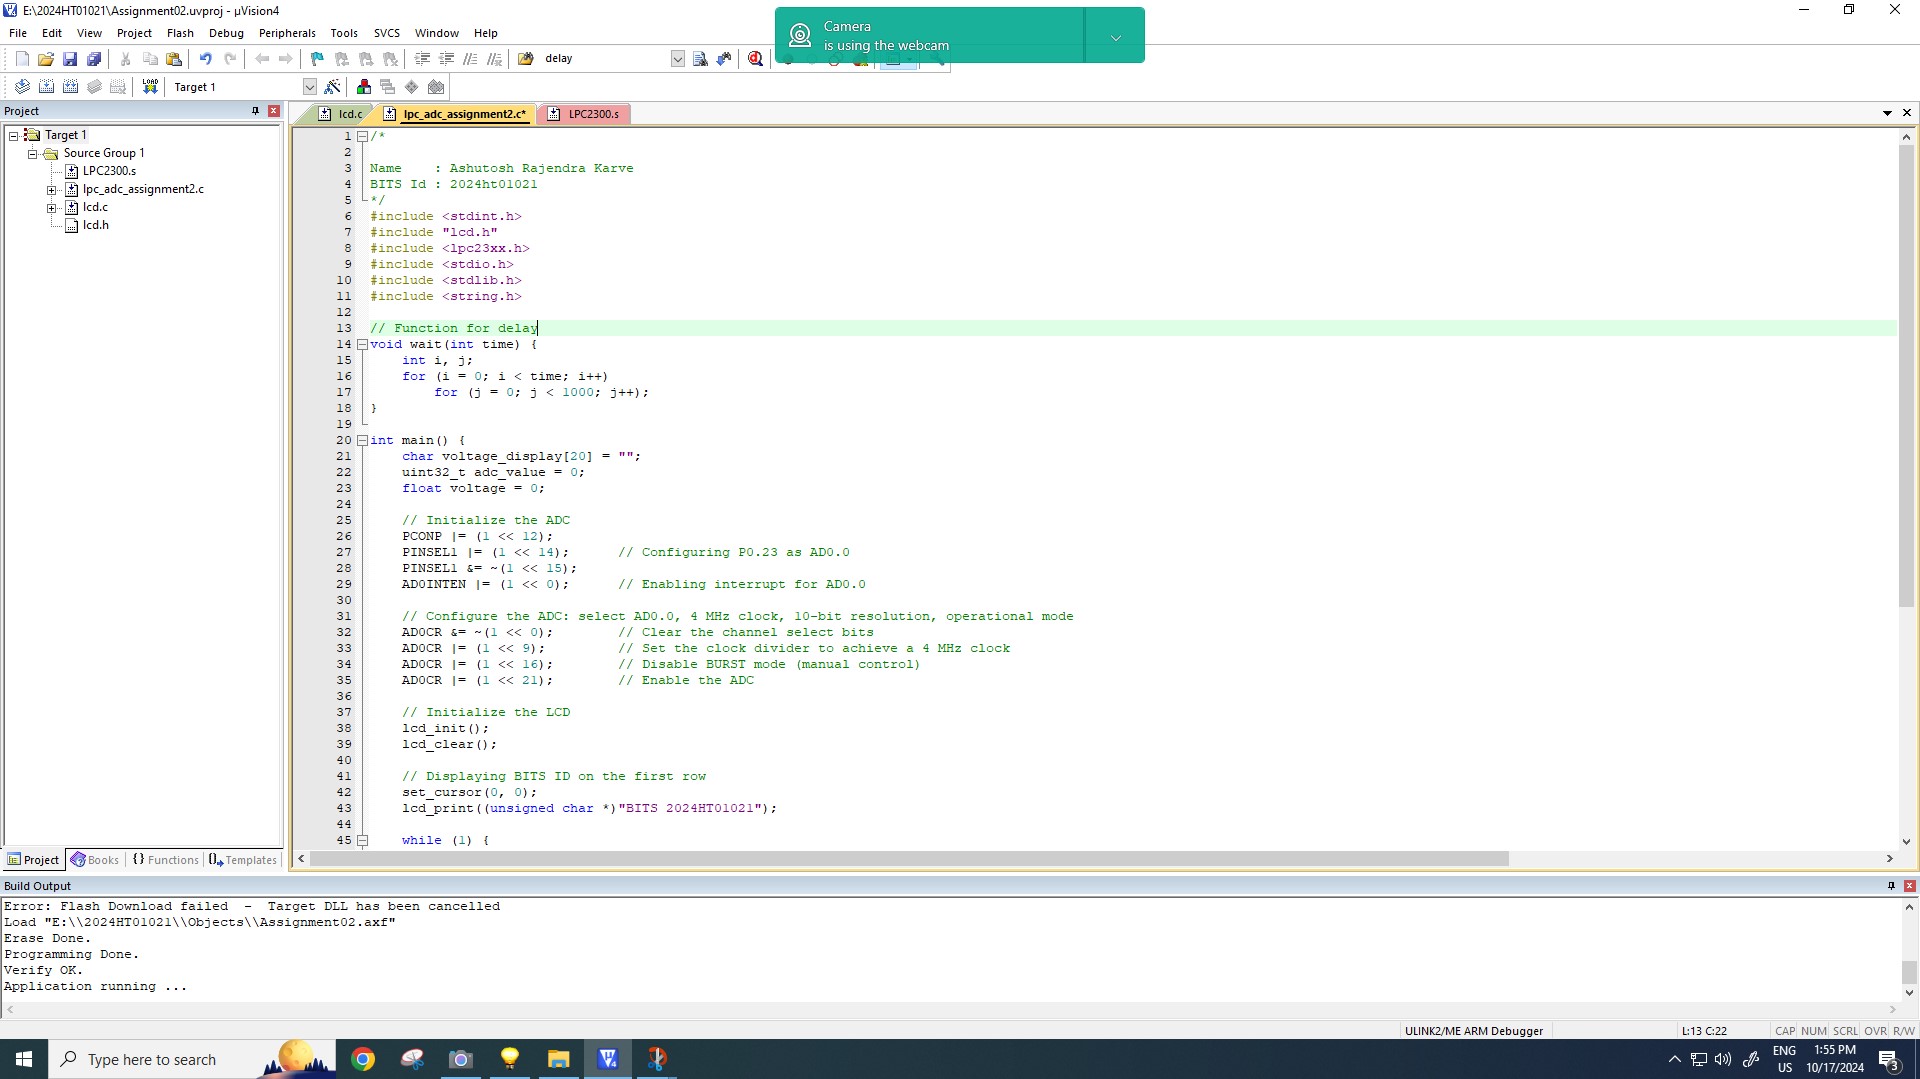 E:\2024HT01021\Assignment02.uvproj - µVision4
File Edit View Project Flash Debug Peripherals Tools SVCS Window Help
Camera
is using the webcam
delay
LOAD
Target 1
Project
lcd.c
lpc_adc_assignment2.c*
LPC2300.s
Target 1
Source Group 1
LPC2300.s
lpc_adc_assignment2.c
lcd.c
lcd.h
1 /*
2
3 Name    : Ashutosh Rajendra Karve
4 BITS Id : 2024ht01021
5 */
6 #include <stdint.h>
7 #include "lcd.h"
8 #include <lpc23xx.h>
9 #include <stdio.h>
10 #include <stdlib.h>
11 #include <string.h>
12
13 // Function for delay
14 void wait(int time) {
15     int i, j;
16     for (i = 0; i < time; i++)
17         for (j = 0; j < 1000; j++);
18 }
19
20 int main() {
21     char voltage_display[20] = "";
22     uint32_t adc_value = 0;
23     float voltage = 0;
24
25     // Initialize the ADC
26     PCONP |= (1 << 12);
27     PINSEL1 |= (1 << 14);      // Configuring P0.23 as AD0.0
28     PINSEL1 &= ~(1 << 15);
29     AD0INTEN |= (1 << 0);      // Enabling interrupt for AD0.0
30
31     // Configure the ADC: select AD0.0, 4 MHz clock, 10-bit resolution, operational mode
32     AD0CR &= ~(1 << 0);        // Clear the channel select bits
33     AD0CR |= (1 << 9);         // Set the clock divider to achieve a 4 MHz clock
34     AD0CR |= (1 << 16);        // Disable BURST mode (manual control)
35     AD0CR |= (1 << 21);        // Enable the ADC
36
37     // Initialize the LCD
38     lcd_init();
39     lcd_clear();
40
41     // Displaying BITS ID on the first row
42     set_cursor(0, 0);
43     lcd_print((unsigned char *)"BITS 2024HT01021");
44
45     while (1) {
Project Books {} Functions Templates
Build Output
Error: Flash Download failed  -  Target DLL has been cancelled
Load "E:\\2024HT01021\\Objects\\Assignment02.axf"
Erase Done.
Programming Done.
Verify OK.
Application running ...
ULINK2/ME ARM Debugger L:13 C:22 CAP NUM SCRL OVR R/W
Type here to search
ENG
US
1:55 PM
10/17/2024
3